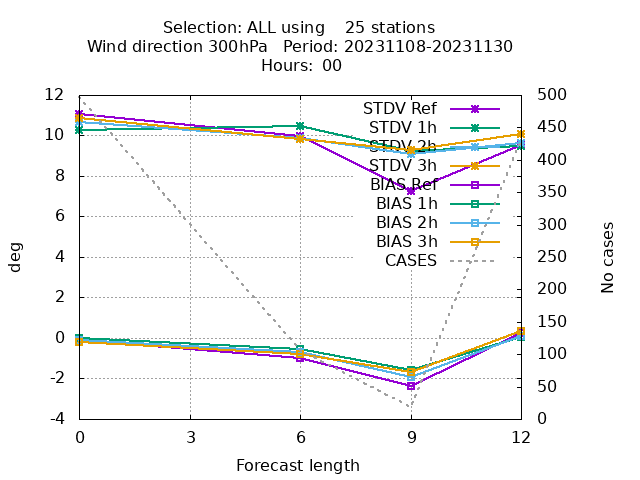 Selection: ALL using    25 stations
Wind direction 300hPa   Period: 20231108-20231130
Hours: 00
12
10
8
6
4
2
0
-2
-4
deg
500
450
400
350
300
250
200
150
100
50
0
No cases
STDV Ref
STDV 1h
STDV 2h
STDV 3h
BIAS Ref
BIAS 1h
BIAS 2h
BIAS 3h
CASES
0 3 6 9 12
Forecast length